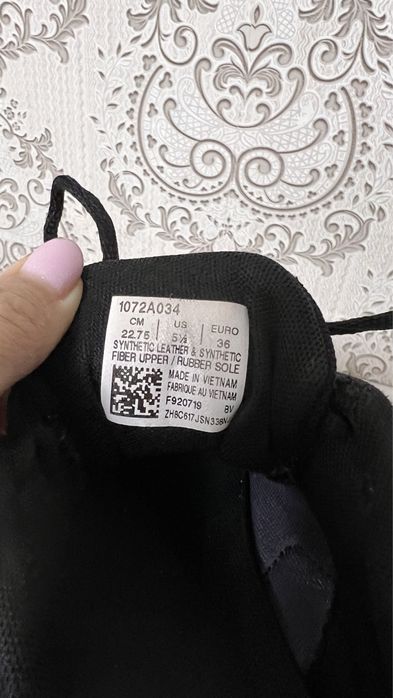 1072A034
CM US EURO
22.75 5½ 36
SYNTHETIC LEATHER & SYNTHETIC
FIBER UPPER / RUBBER SOLE
MADE IN VIETNAM
FABRIQUE AU VIETNAM
F920719 BV